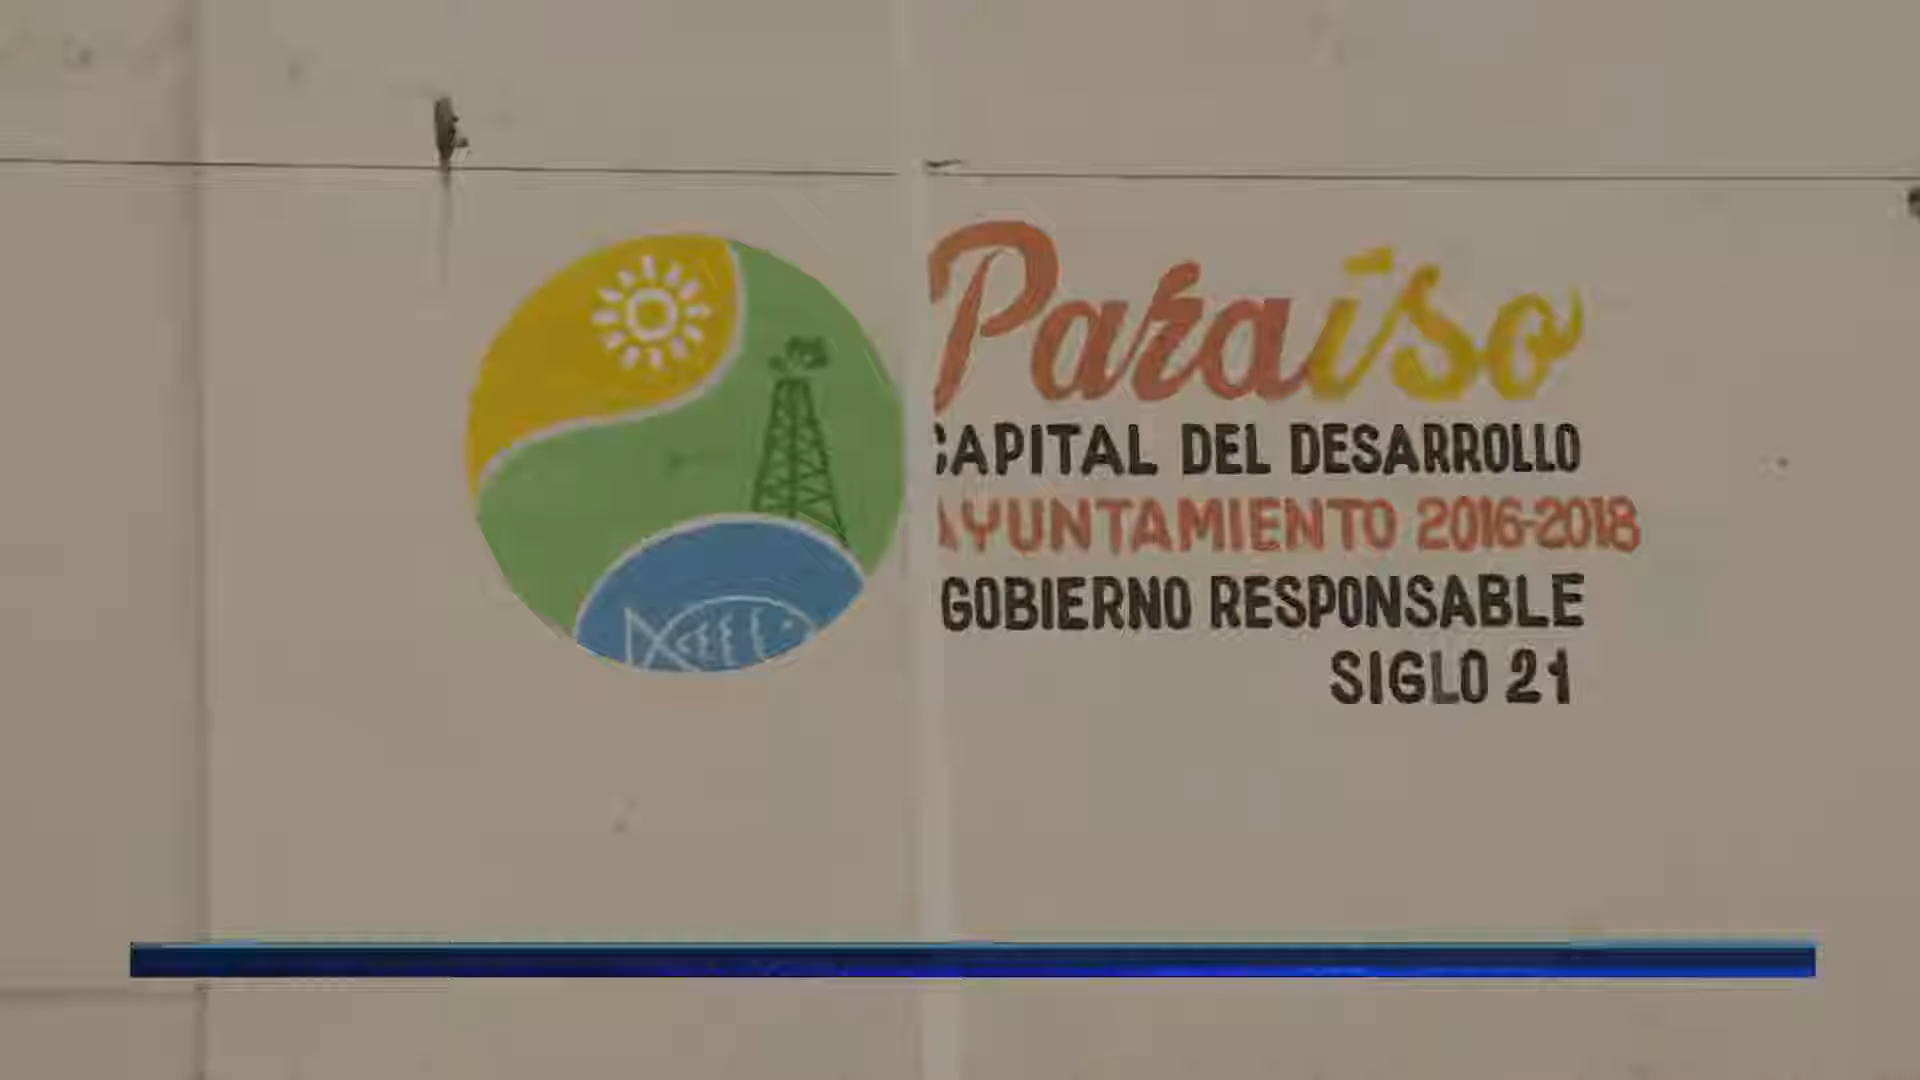 Paraíso
CAPITAL DEL DESARROLLO
AYUNTAMIENTO 2016-2018
GOBIERNO RESPONSABLE
SIGLO 21